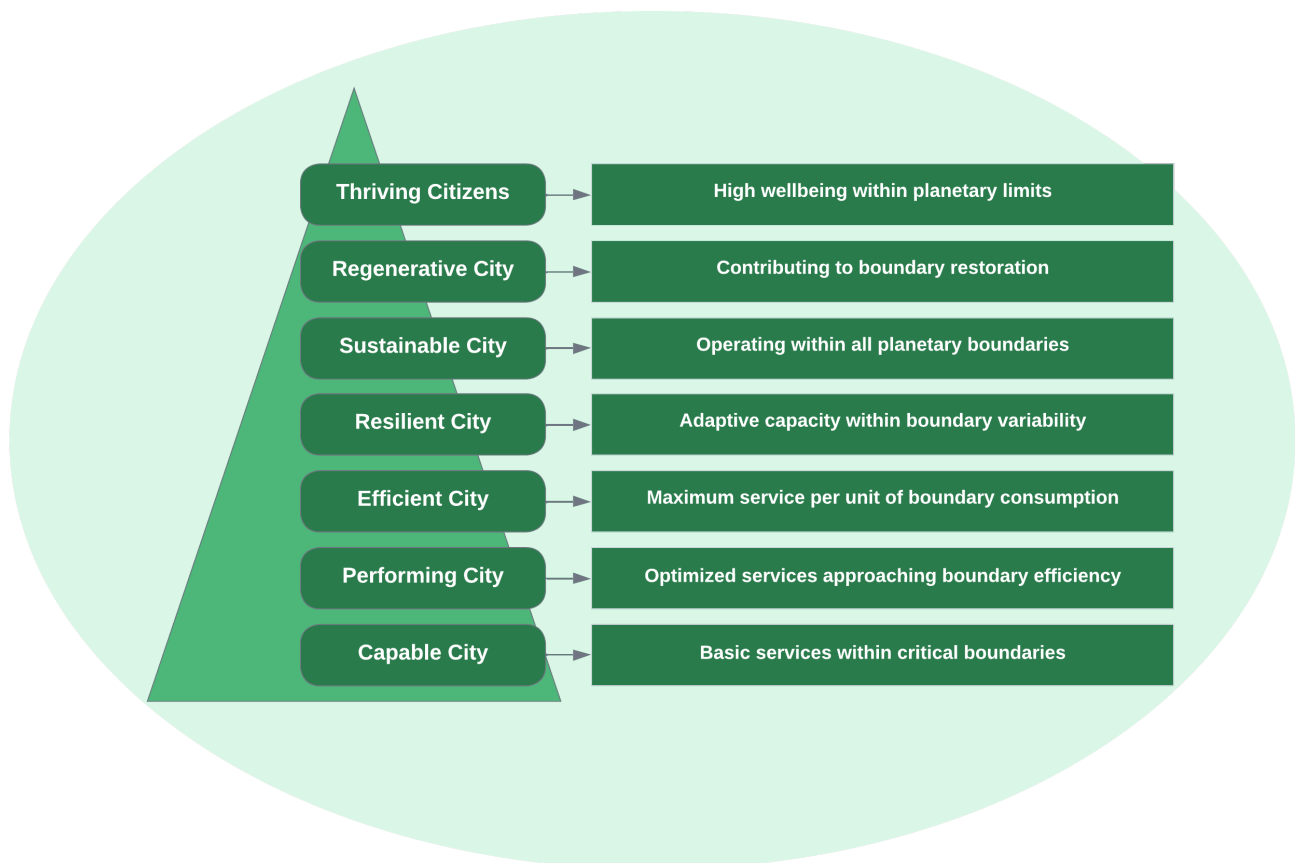 Thriving Citizens
High wellbeing within planetary limits
Regenerative City
Contributing to boundary restoration
Sustainable City
Operating within all planetary boundaries
Resilient City
Adaptive capacity within boundary variability
Efficient City
Maximum service per unit of boundary consumption
Performing City
Optimized services approaching boundary efficiency
Capable City
Basic services within critical boundaries